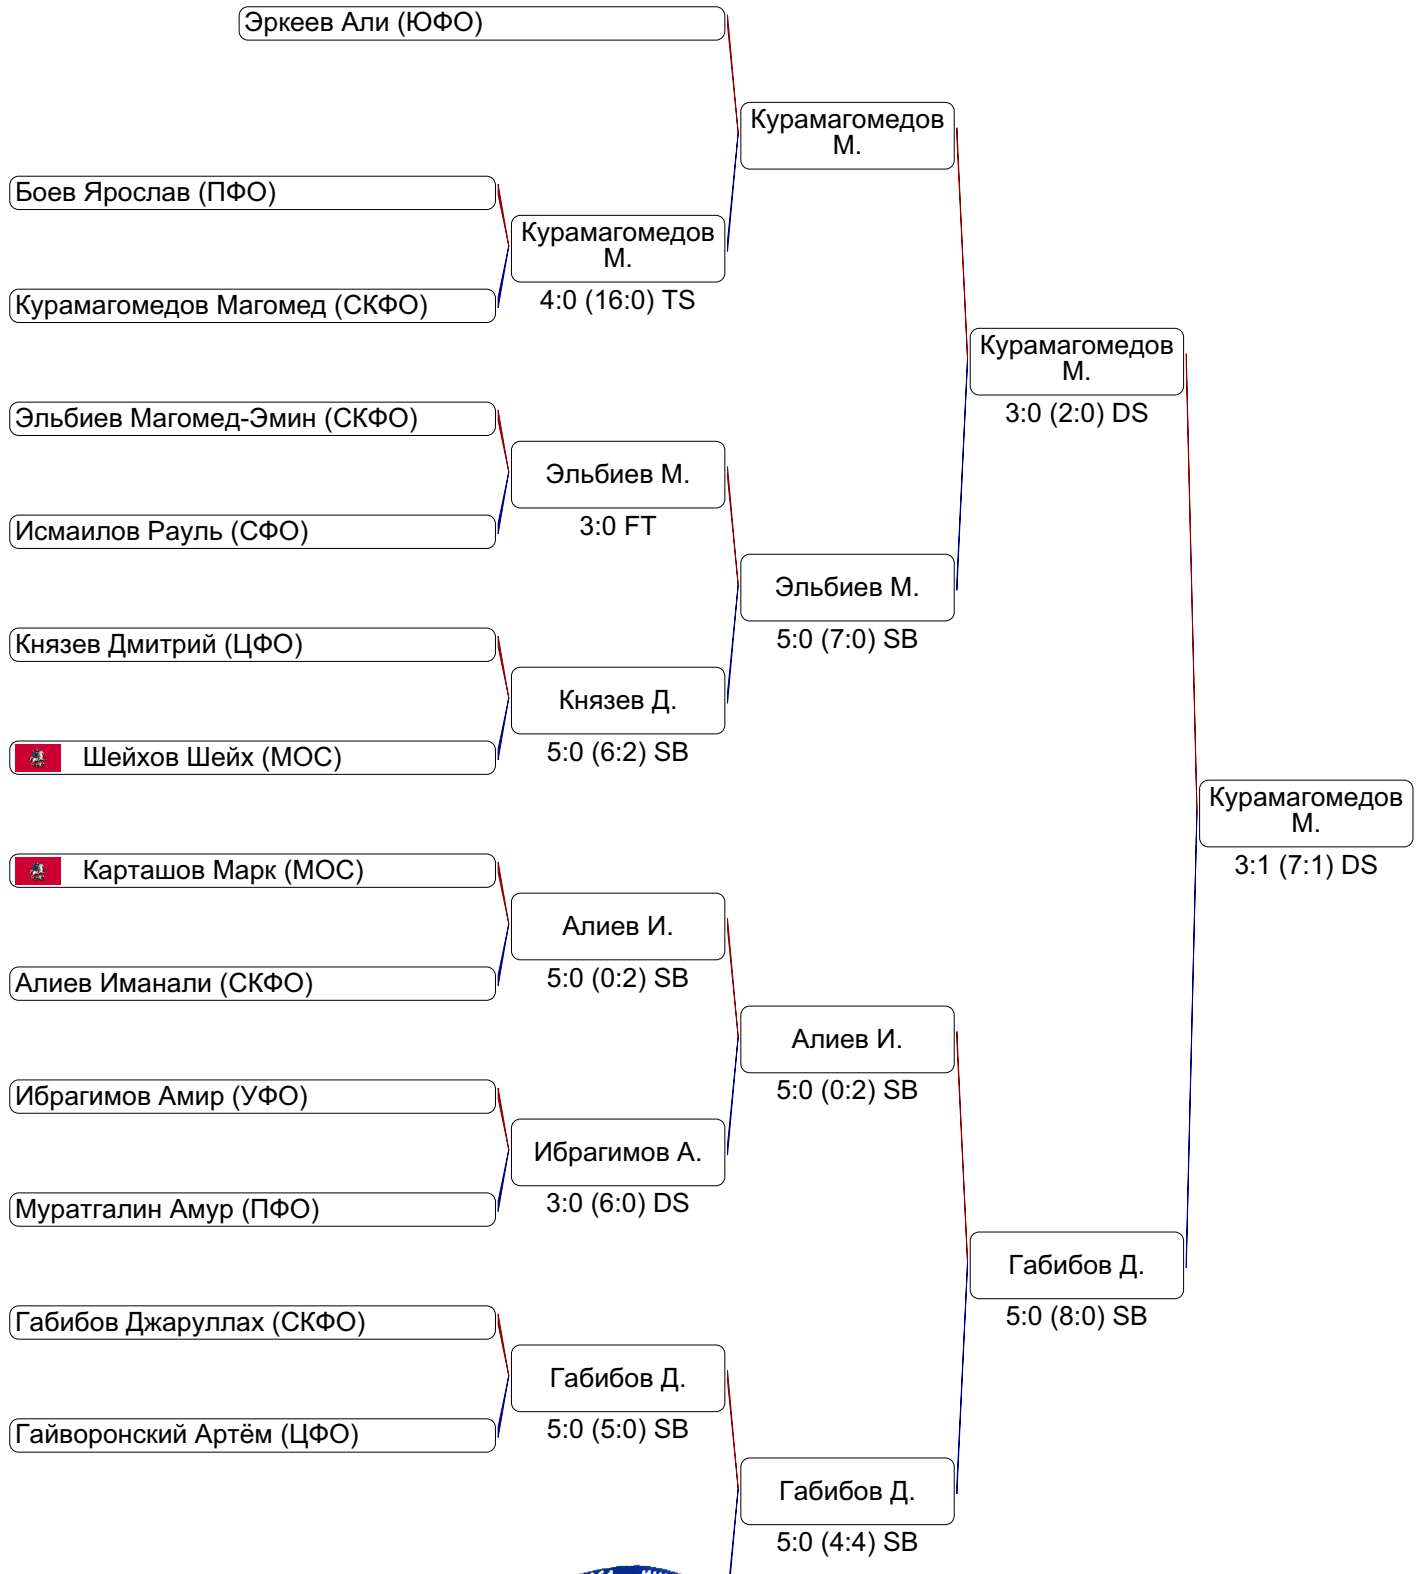 Эркеев Али (ЮФО)
Курамагомедов
М.
Боев Ярослав (ПФО)
Курамагомедов
М.
4:0 (16:0) TS
Курамагомедов Магомед (СКФО)
Курамагомедов
М.
3:0 (2:0) DS
Эльбиев Магомед-Эмин (СКФО)
Эльбиев М.
3:0 FT
Исмаилов Рауль (СФО)
Эльбиев М.
5:0 (7:0) SB
Князев Дмитрий (ЦФО)
Князев Д.
5:0 (6:2) SB
Шейхов Шейх (МОС)
Курамагомедов
М.
3:1 (7:1) DS
Карташов Марк (МОС)
Алиев И.
5:0 (0:2) SB
Алиев Иманали (СКФО)
Алиев И.
5:0 (0:2) SB
Ибрагимов Амир (УФО)
Ибрагимов А.
3:0 (6:0) DS
Муратгалин Амур (ПФО)
Габибов Д.
5:0 (8:0) SB
Габибов Джаруллах (СКФО)
Габибов Д.
5:0 (5:0) SB
Гайворонский Артём (ЦФО)
Габибов Д.
5:0 (4:4) SB